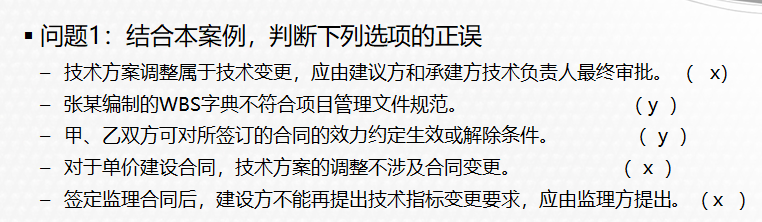 ▪ 问题1：结合本案例，判断下列选项的正误
– 技术方案调整属于技术变更，应由建议方和承建方技术负责人最终审批。 （ x）
– 张某编制的WBS字典不符合项目管理文件规范。 （ y ）
– 甲、乙双方可对所签订的合同的效力约定生效或解除条件。 （ y ）
– 对于单价建设合同，技术方案的调整不涉及合同变更。 （ x ）
– 签定监理合同后，建设方不能再提出技术指标变更要求，应由监理方提出。（ x ）